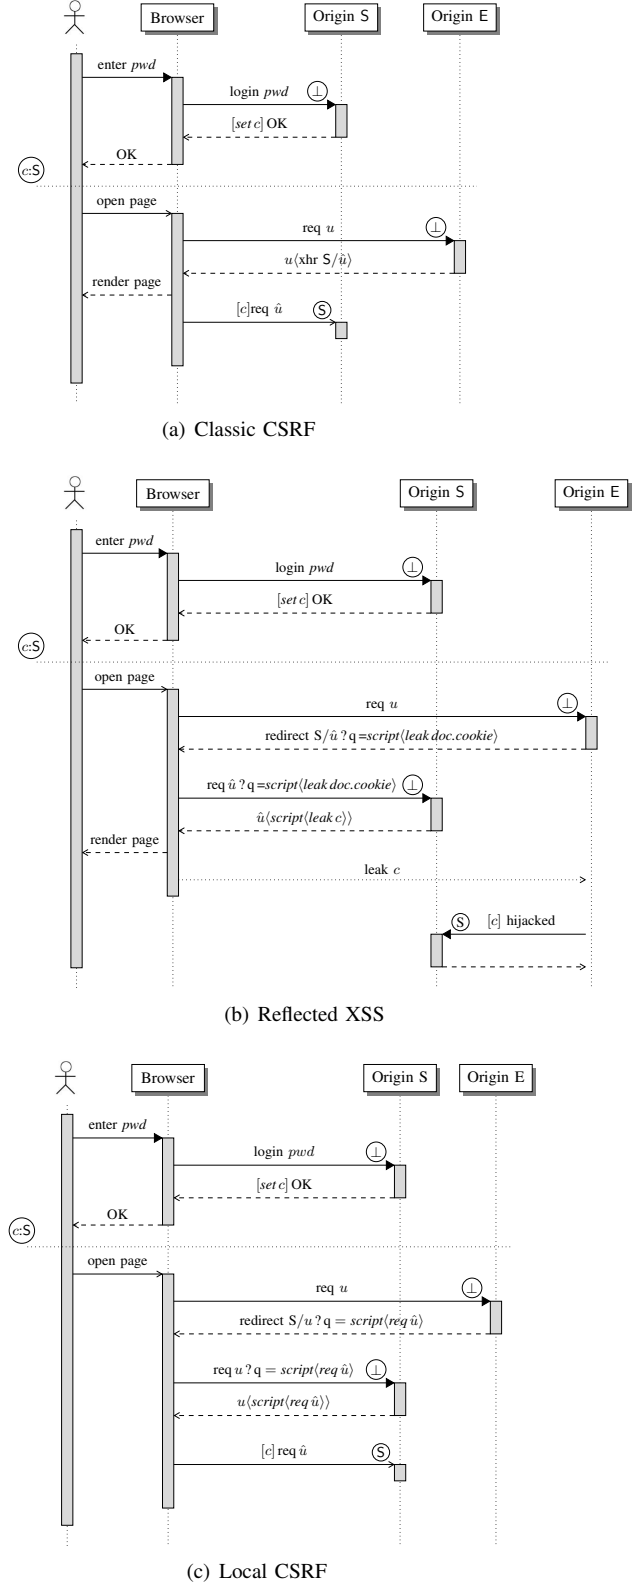 Browser Origin S Origin E
enter pwd
login pwd ⊥
[set c] OK
OK
c:S
open page
req u ⊥
u⟨xhr S/û⟩
render page
[c]req û S
(a) Classic CSRF
Browser Origin S Origin E
enter pwd
login pwd ⊥
[set c] OK
OK
c:S
open page
req u ⊥
redirect S/û ? q =script⟨leak doc.cookie⟩
req û ? q =script⟨leak doc.cookie⟩ ⊥
û⟨script⟨leak c⟩⟩
render page
leak c
S [c] hijacked
(b) Reflected XSS
Browser Origin S Origin E
enter pwd
login pwd ⊥
[set c] OK
OK
c:S
open page
req u ⊥
redirect S/u ? q = script⟨req û⟩
req u ? q = script⟨req û⟩ ⊥
u⟨script⟨req û⟩⟩
[c] req û S
(c) Local CSRF